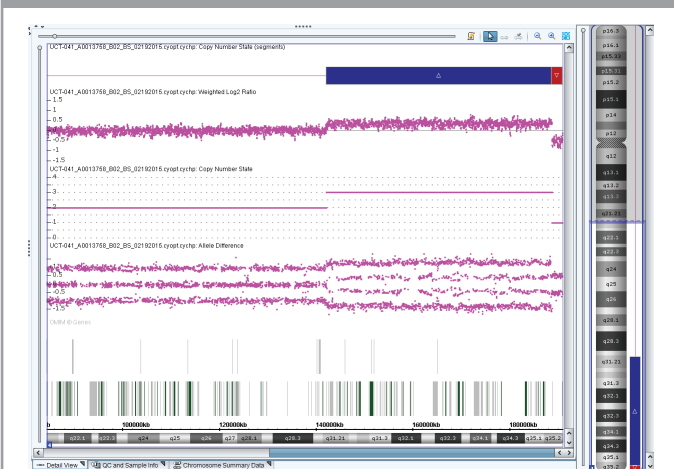 UCT-041_A0013758_B02_BS_02192015.cyopt.cychp: Copy Number State (segments)
UCT-041_A0013758_B02_BS_02192015.cyopt.cychp: Weighted Log2 Ratio
1.5
1
0.5
-0.5
-1
-1.5
UCT-041_A0013758_B02_BS_02192015.cyopt.cychp: Copy Number State
4
3
2
1
0
UCT-041_A0013758_B02_BS_02192015.cyopt.cychp: Allele Difference
0.5
-0.5
-1.5
OMIM ® Genes
100000kb 120000kb 140000kb 160000kb 180000kb
q22.1 q22.3 q24 q25 q26 q27 q28.1 q28.3 q31.21 q31.3 q32.1 q32.3 q34.1 q34.3 q35.1 q35.2
Detail View QC and Sample Info Chromosome Summary Data
p16.3
p16.1
p15.33
p15.31
p15.2
p15.1
p14
p12
q12
q13.1
q13.2
q13.3
q21.21
q22.1
q22.3
q24
q25
q26
q28.1
q28.3
q31.21
q31.3
q32.1
q32.3
q34.1
q34.3
q35.1
q35.2